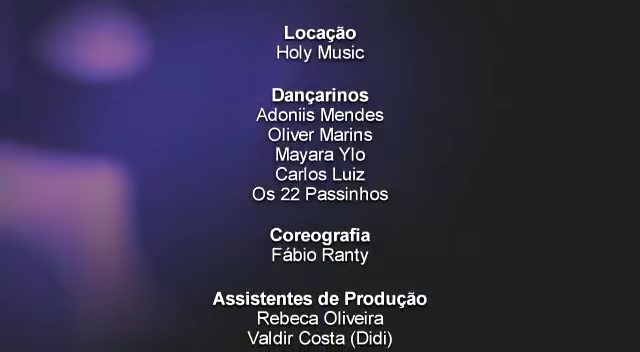 Locação
Holy Music
Dançarinos
Adoniis Mendes
Oliver Marins
Mayara Ylo
Carlos Luiz
Os 22 Passinhos
Coreografia
Fábio Ranty
Assistentes de Produção
Rebeca Oliveira
Valdir Costa (Didi)